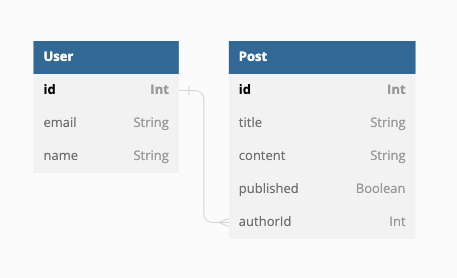 User
id Int
email String
name String
Post
id Int
title String
content String
published Boolean
authorId Int